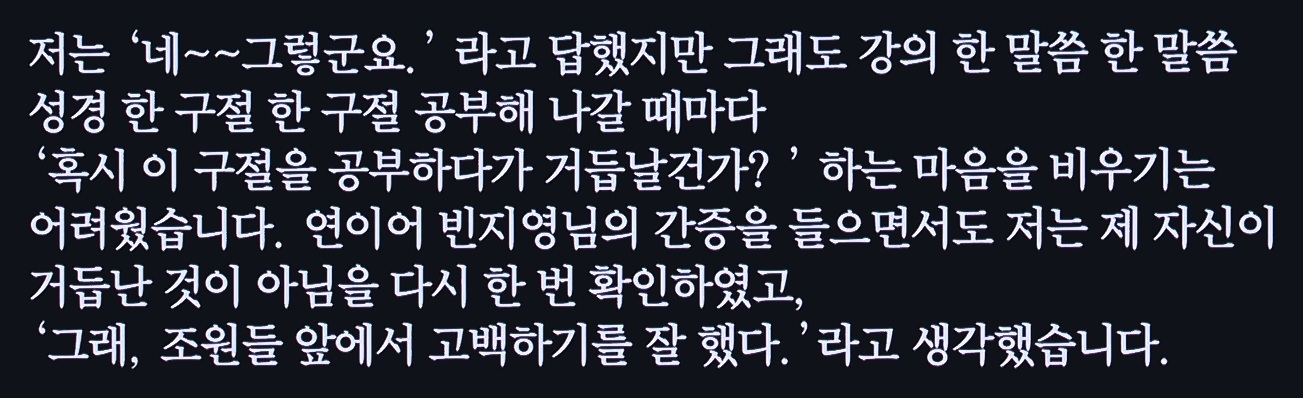 저는 ‘네~~그렇군요. ’ 라고 답했지만 그래도 강의 한 말씀 한 말씀
성경 한 구절 한 구절 공부해 나갈 때마다
‘혹시 이 구절을 공부하다가 거듭날건가? ’ 하는 마음을 비우기는
어려웠습니다. 연이어 빈지영님의 간증을 들으면서도 저는 제 자신이
거듭난 것이 아님을 다시 한 번 확인하였고,
‘그래, 조원들 앞에서 고백하기를 잘 했다. ’라고 생각했습니다.